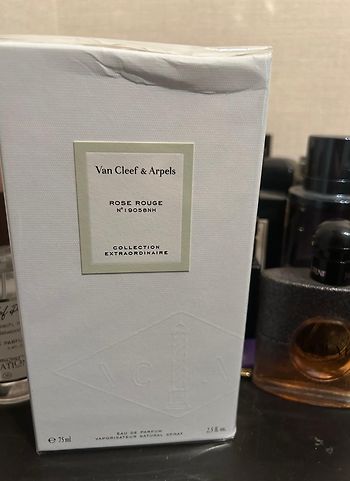 Van Cleef & Arpels
ROSE ROUGE
N°19058NH
COLLECTION
EXTRAORDINAIRE
EAU DE PARFUM
℮ 75 ml VAPORISATEUR NATURAL SPRAY 2.5 fl. oz.